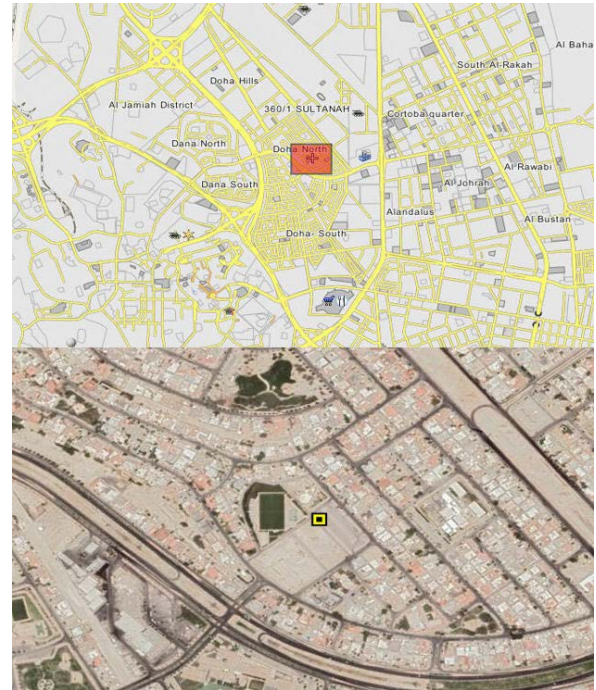 Al Baha
South Al-Rakah
Doha Hills
Al Jamiah District
360/1 SULTANAH
Cortoba quarter
Dana North
Doha North
Al-Rawabi
Dana South
Al-Johrah
Alandalus
Al Bustan
Doha- South